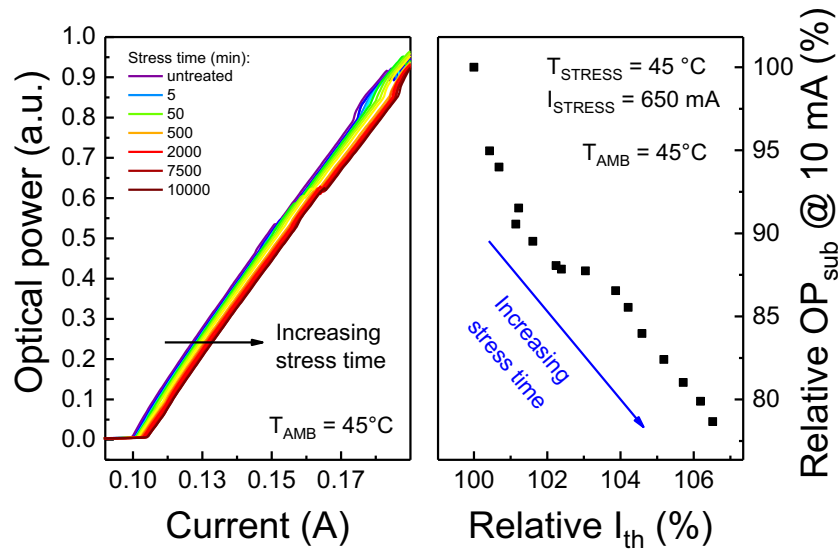 Optical power (a.u.)
1.0
0.9
0.8
0.7
0.6
0.5
0.4
0.3
0.2
0.1
0.0
Stress time (min):
untreated
5
50
500
2000
7500
10000
Increasing
stress time
T_AMB = 45°C
0.10
0.13
0.15
0.17
Current (A)
T_STRESS = 45 °C
I_STRESS = 650 mA
T_AMB = 45°C
Increasing
stress time
100
95
90
85
80
Relative OP_sub @ 10 mA (%)
100
102
104
106
Relative I_th (%)